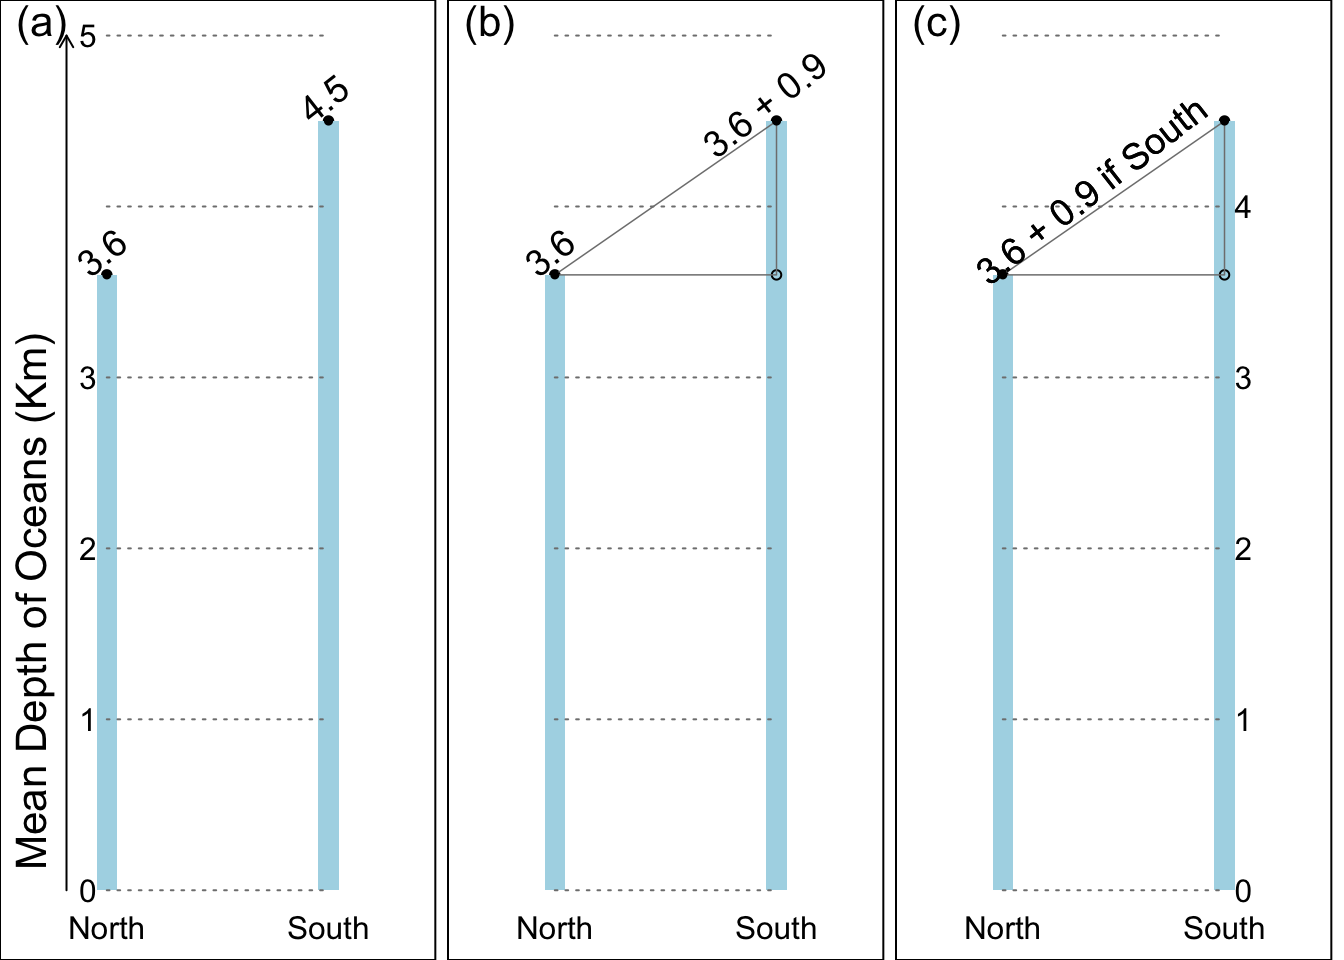 (a)
5
4.5
3.6
3
2
1
0
Mean Depth of Oceans (Km)
North South
(b)
3.6 + 0.9
3.6
North South
(c)
3.6 + 0.9 if South
4
3
2
1
0
North South